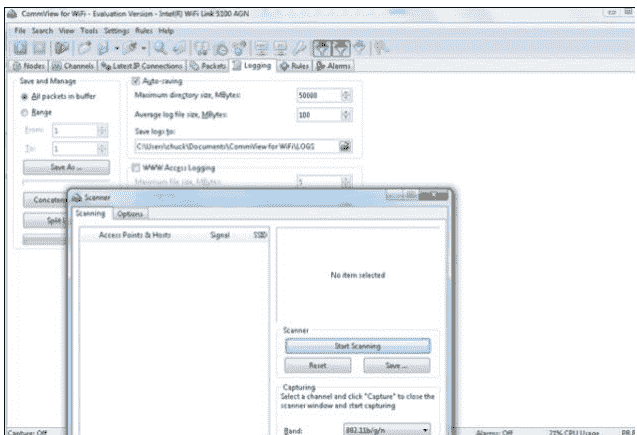 CommView for WiFi - Evaluation Version - Intel(R) WiFi Link 5100 AGN
File Search View Tools Settings Rules Help
Nodes Channels Latest IP Connections Packets Logging Rules Alarms
Save and Manage
Auto-saving
All packets in buffer
Maximum directory size, MBytes: 50000
Range
Average log file size, MBytes: 100
From: 1
Save logs to:
To: 1
C:\Users\chuck\Documents\CommView for WiFi\LOGS
Save As ...
WWW Access Logging
Maximum file size, MBytes: 5
Scanner
Scanning Options
Access Points & Hosts Signal SSID
No item selected
Scanner
Start Scanning
Reset Save ...
Capturing
Select a channel and click "Capture" to close the
scanner window and start capturing
Band: 802.11b/g/n
Capture: Off Alarms: Off CPU Usage